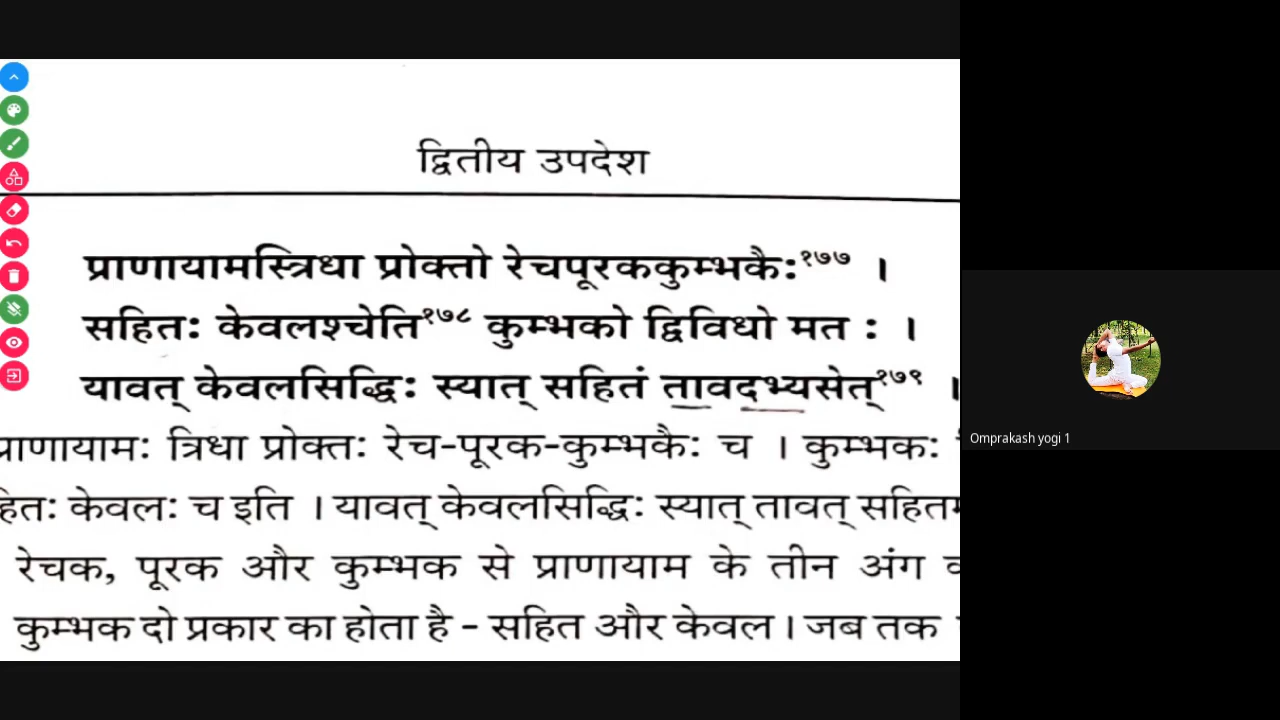 द्वितीय उपदेश
प्राणायामस्त्रिधा प्रोक्तो रेचपूरककुम्भकैः१७७ ।
सहितः केवलश्चेति१७८ कुम्भको द्विविधो मत : ।
यावत् केवलसिद्धिः स्यात् सहितं तावदभ्यसेत्१७९ ।
प्राणायामः त्रिधा प्रोक्तः रेच-पूरक-कुम्भकैः च । कुम्भकः
हितः केवलः च इति । यावत् केवलसिद्धिः स्यात् तावत् सहितम
रेचक, पूरक और कुम्भक से प्राणायाम के तीन अंग
कुम्भक दो प्रकार का होता है - सहित और केवल । जब तक
Omprakash yogi 1